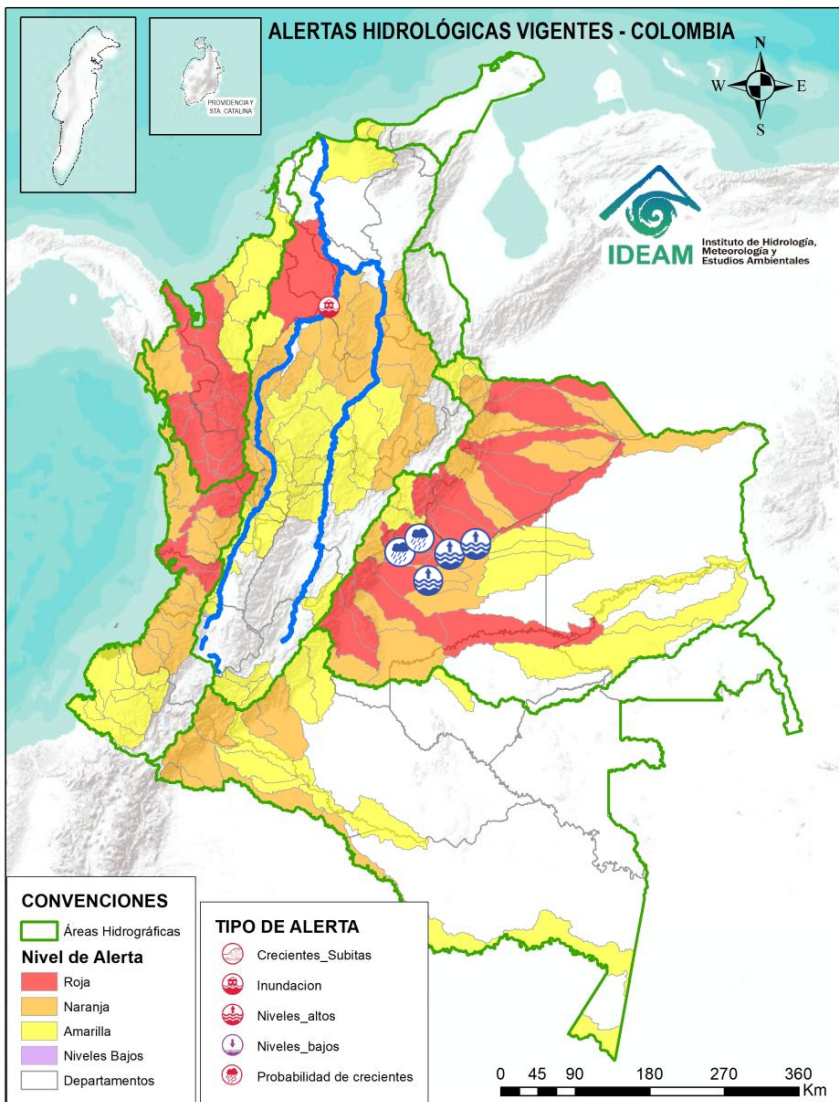 ALERTAS HIDROLÓGICAS VIGENTES - COLOMBIA
PROVIDENCIA Y
STA. CATALINA
N
W
E
S
IDEAM
Instituto de Hidrología,
Meteorología y
Estudios Ambientales
CONVENCIONES
Áreas Hidrográficas
Nivel de Alerta
Roja
Naranja
Amarilla
Niveles Bajos
Departamentos
TIPO DE ALERTA
Crecientes_Subitas
Inundacion
Niveles_altos
Niveles_bajos
Probabilidad de crecientes
0 45 90 180 270 360
Km